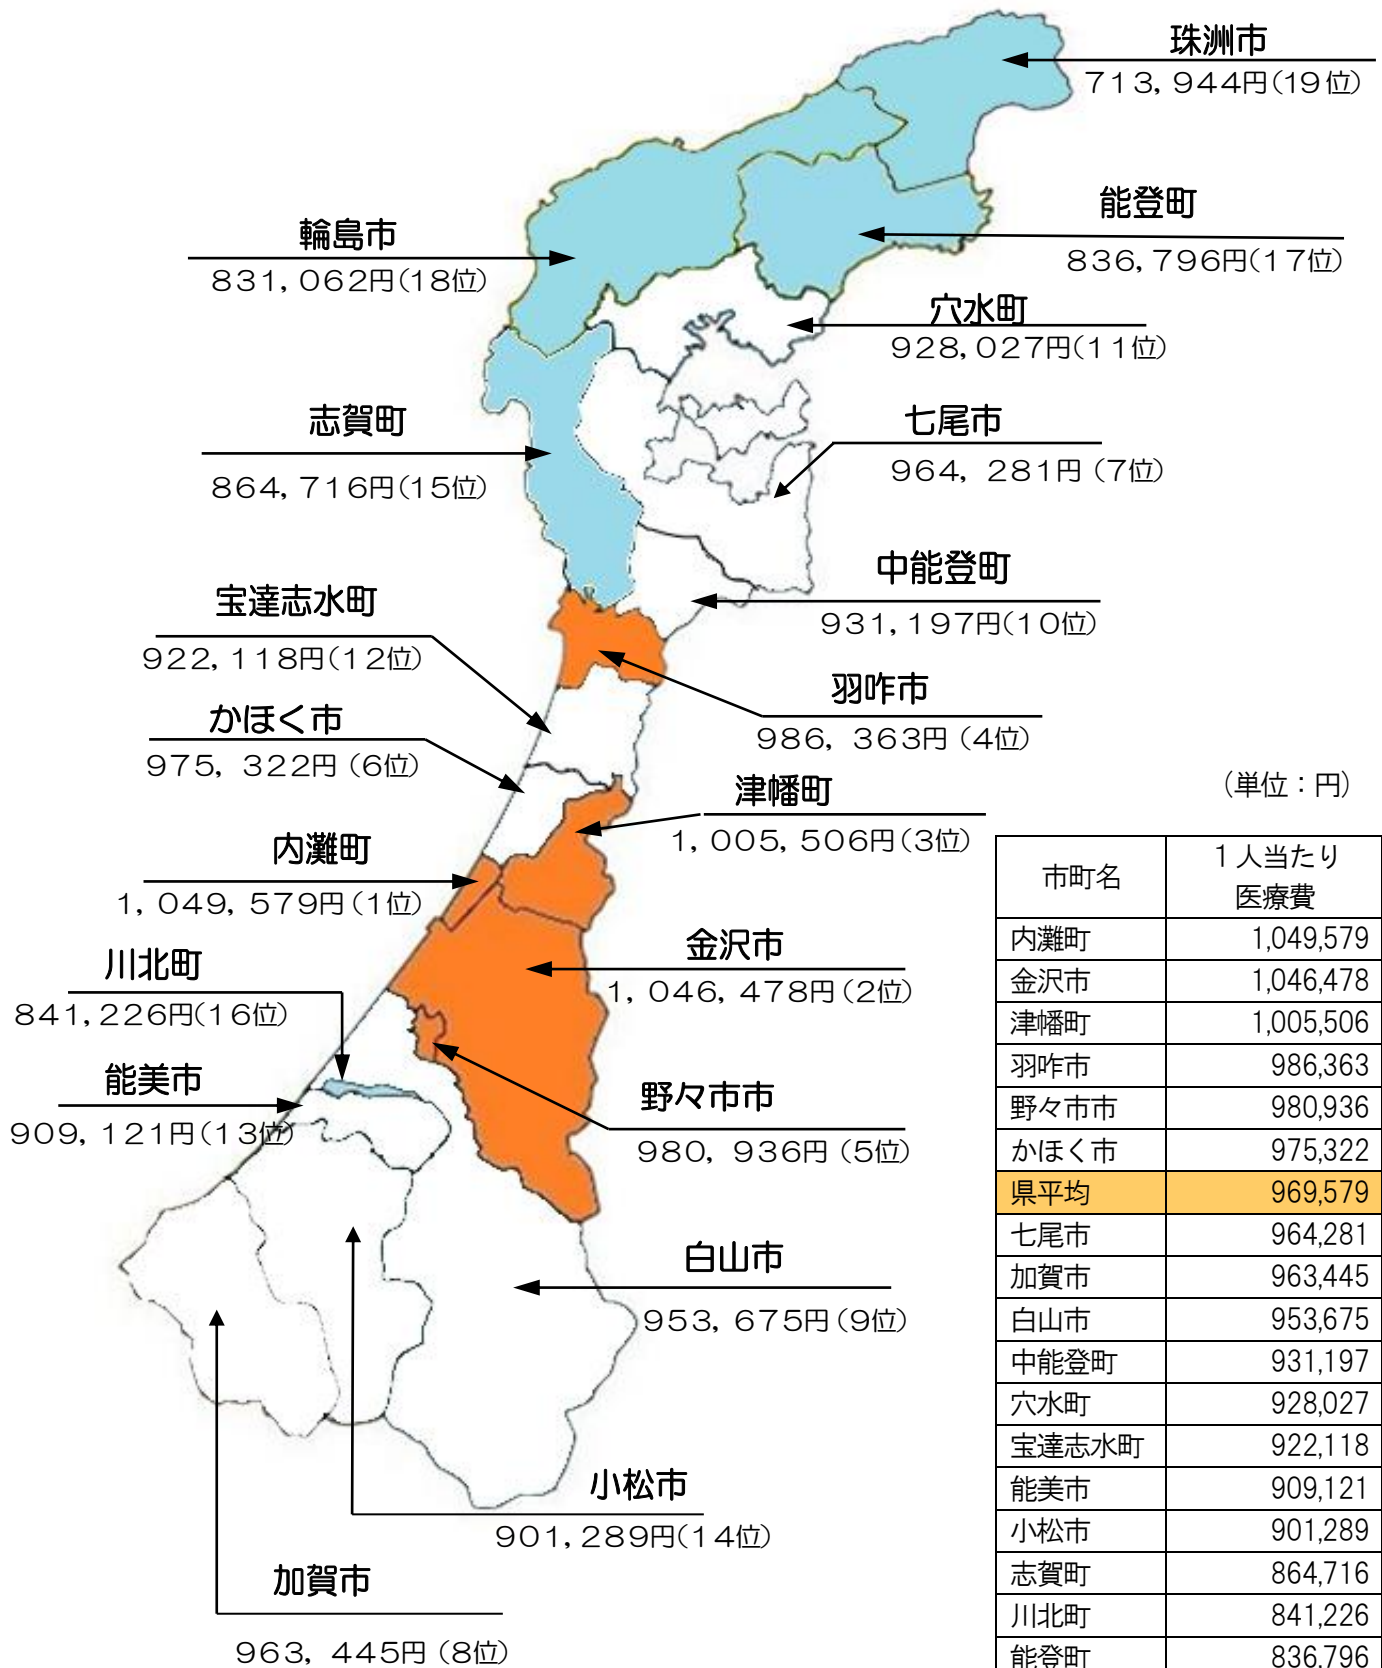 珠洲市
713,944円(19位)
能登町
836,796円(17位)
輪島市
831,062円(18位)
穴水町
928,027円(11位)
志賀町
864,716円(15位)
七尾市
964,281円(7位)
中能登町
931,197円(10位)
宝達志水町
922,118円(12位)
羽咋市
986,363円(4位)
かほく市
975,322円(6位)
津幡町
1,005,506円(3位)
内灘町
1,049,579円(1位)
金沢市
1,046,478円(2位)
川北町
841,226円(16位)
能美市
909,121円(13位)
野々市市
980,936円(5位)
白山市
953,675円(9位)
小松市
901,289円(14位)
加賀市
963,445円(8位)
(単位:円)
市町名 1人当たり
医療費
内灘町 1,049,579
金沢市 1,046,478
津幡町 1,005,506
羽咋市 986,363
野々市市 980,936
かほく市 975,322
県平均 969,579
七尾市 964,281
加賀市 963,445
白山市 953,675
中能登町 931,197
穴水町 928,027
宝達志水町 922,118
能美市 909,121
小松市 901,289
志賀町 864,716
川北町 841,226
能登町 836,796